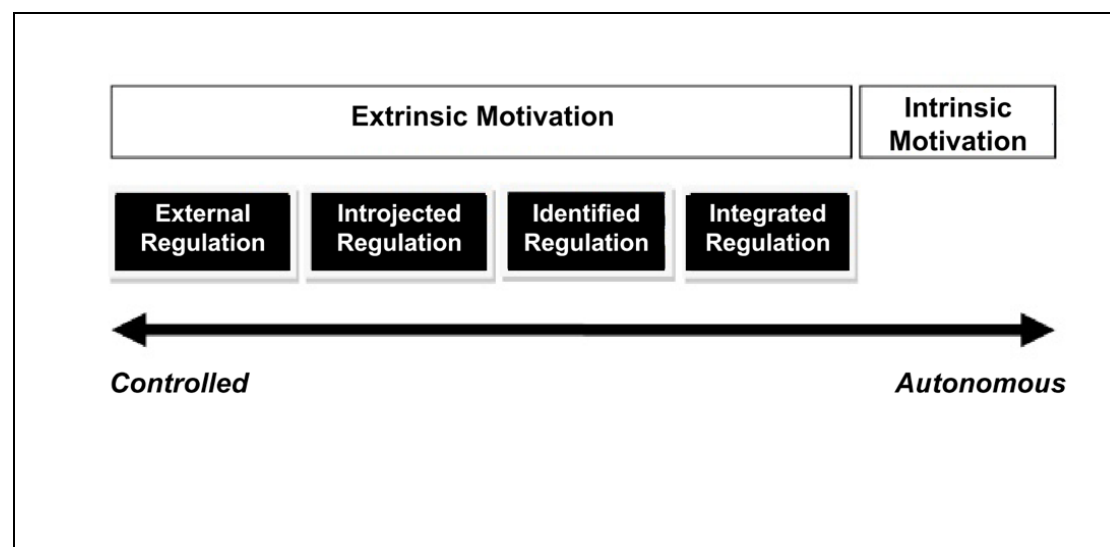 Extrinsic Motivation
Intrinsic
Motivation
External
Regulation
Introjected
Regulation
Identified
Regulation
Integrated
Regulation
Controlled
Autonomous